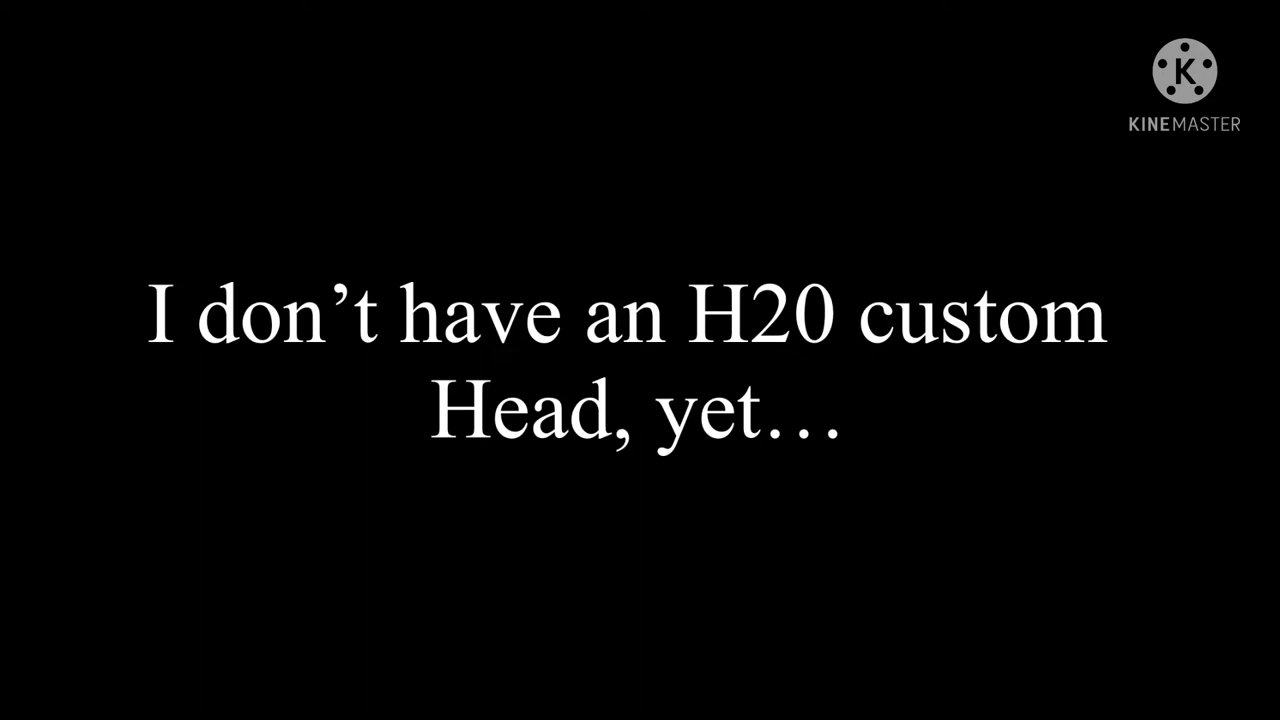 K
KINEMASTER
I don’t have an H20 custom
Head, yet…